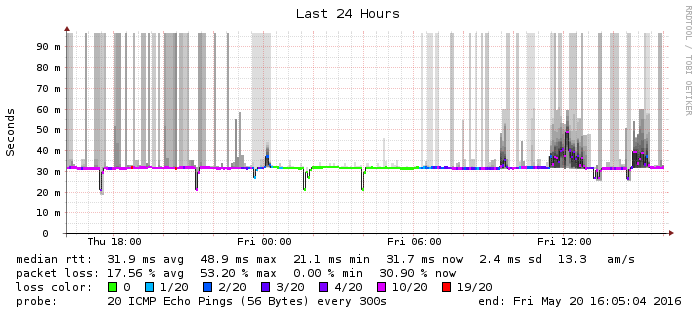 Last 24 Hours
RRDTOOL / TOBI OETIKER
Seconds
90 m
80 m
70 m
60 m
50 m
40 m
30 m
20 m
10 m
0
Thu 18:00 Fri 00:00 Fri 06:00 Fri 12:00
median rtt: 31.9 ms avg 48.9 ms max 21.1 ms min 31.7 ms now 2.4 ms sd 13.3 am/s
packet loss: 17.56 % avg 53.20 % max 0.00 % min 30.90 % now
loss color: 0 1/20 2/20 3/20 4/20 10/20 19/20
probe: 20 ICMP Echo Pings (56 Bytes) every 300s end: Fri May 20 16:05:04 2016